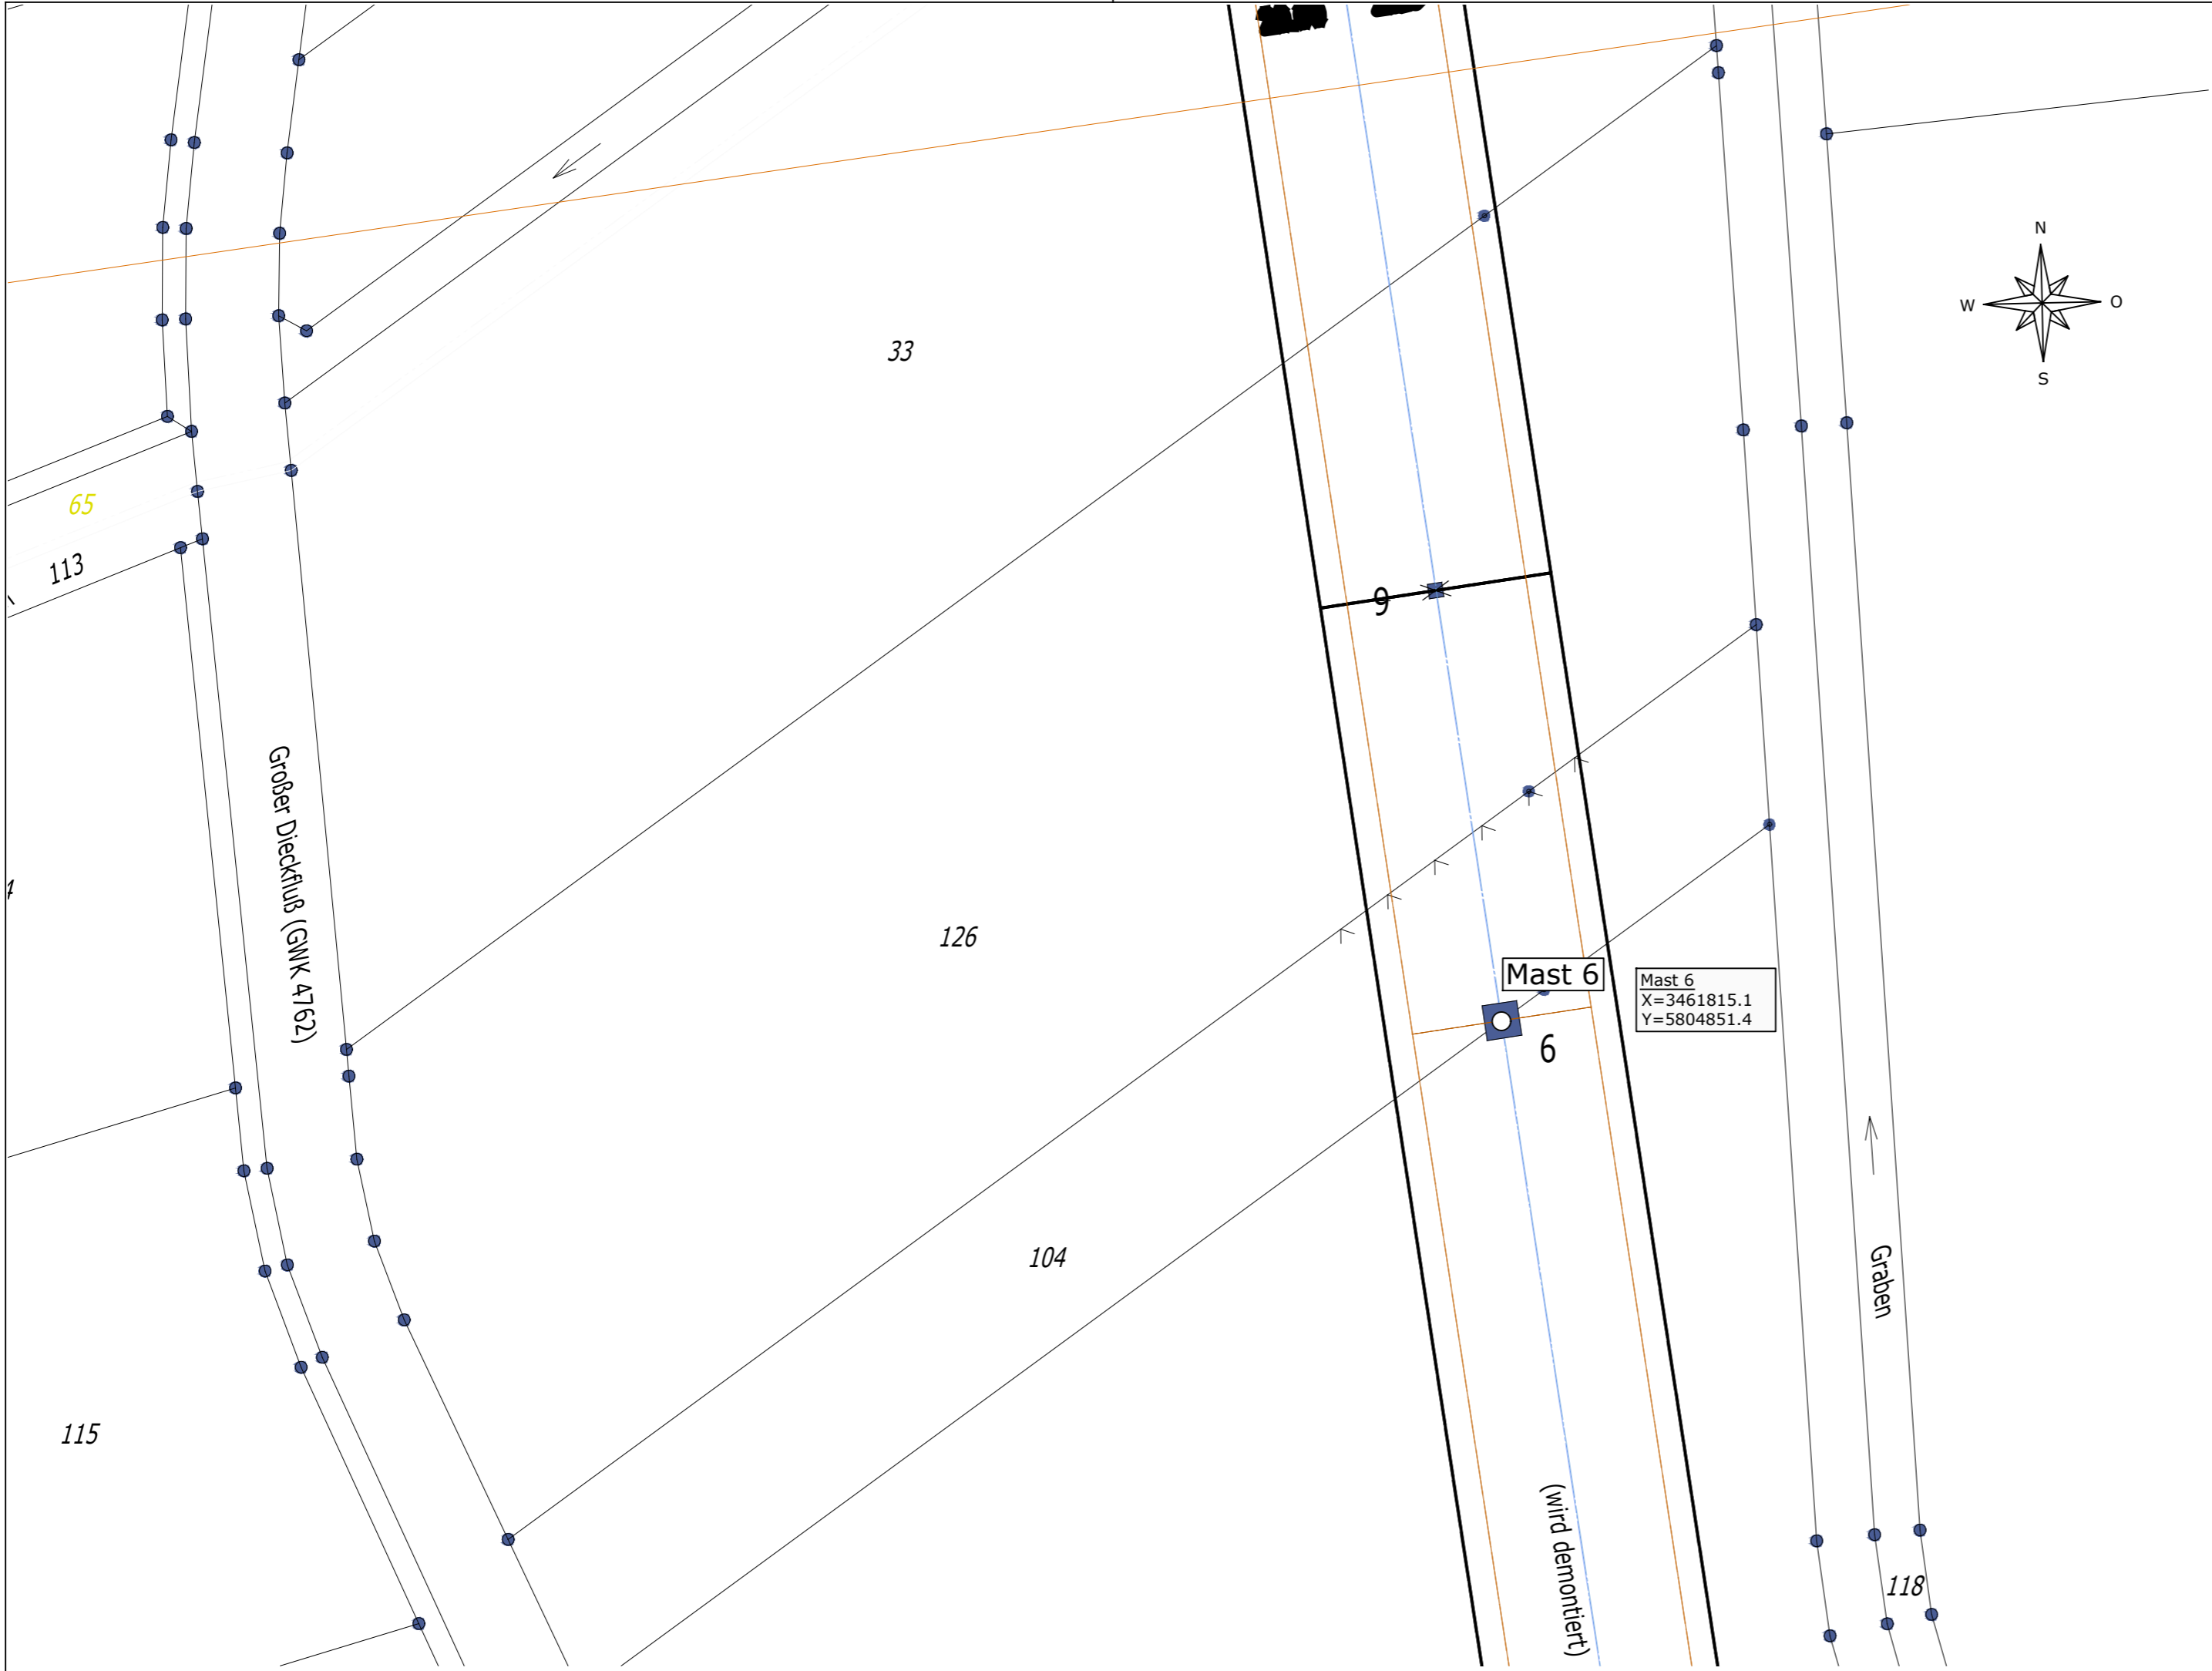 N
W
O
S
33
65
113
9
Großer Dieckfluß (GWK 4762)
4
126
Mast 6
Mast 6
X=3461815.1
Y=5804851.4
6
104
Graben
115
(wird demontiert)
118